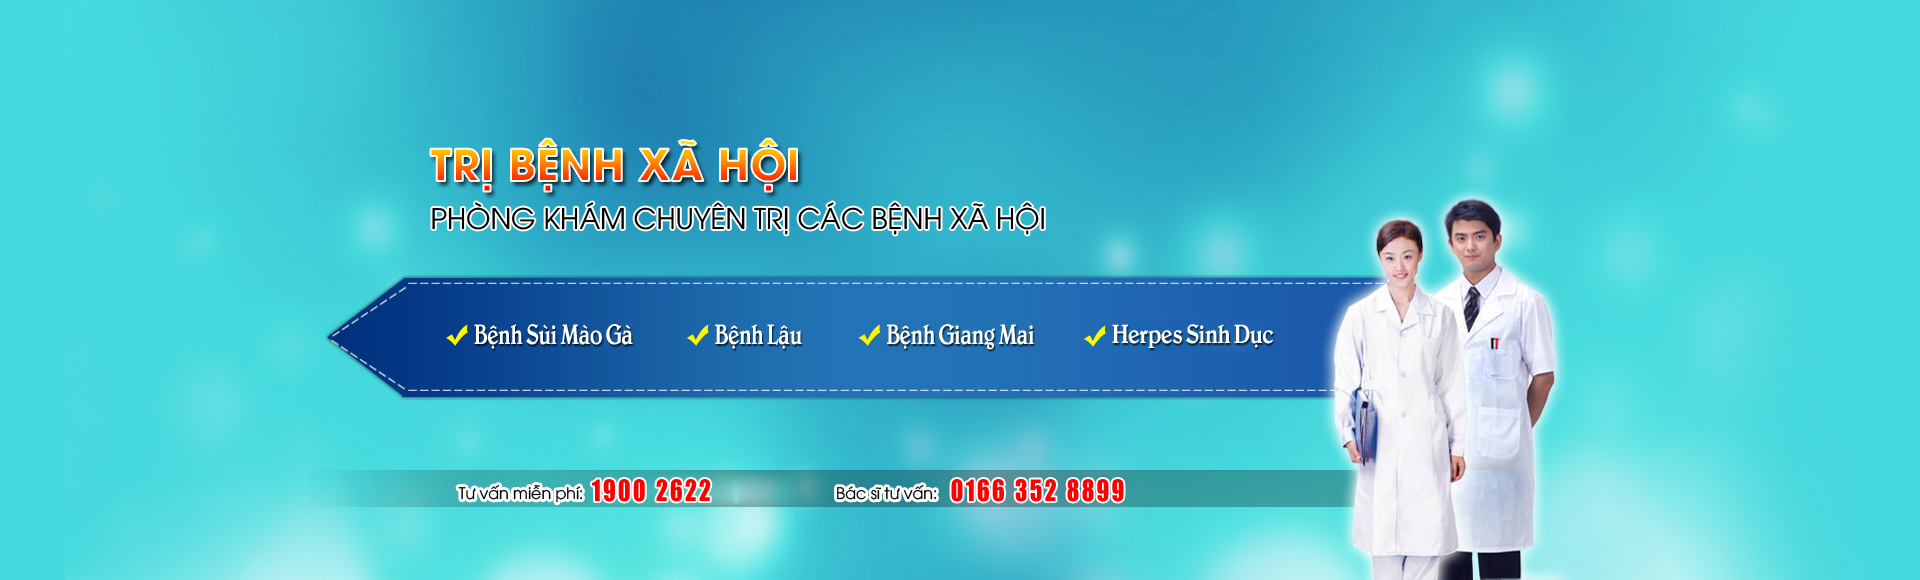 TRỊ BỆNH XÃ HỘI
PHÒNG KHÁM CHUYÊN TRỊ CÁC BỆNH XÃ HỘI
Bệnh Sùi Mào Gà Bệnh Lậu Bệnh Giang Mai Herpes Sinh Dục
Tư vấn miễn phí: 1900 2622 Bác sĩ tư vấn: 0166 352 8899